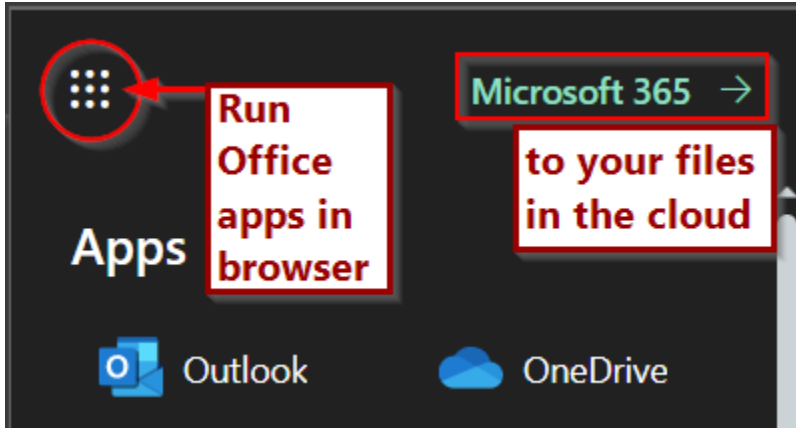 Microsoft 365 →
Run
Office
apps in
browser
to your files
in the cloud
Apps
Outlook
OneDrive